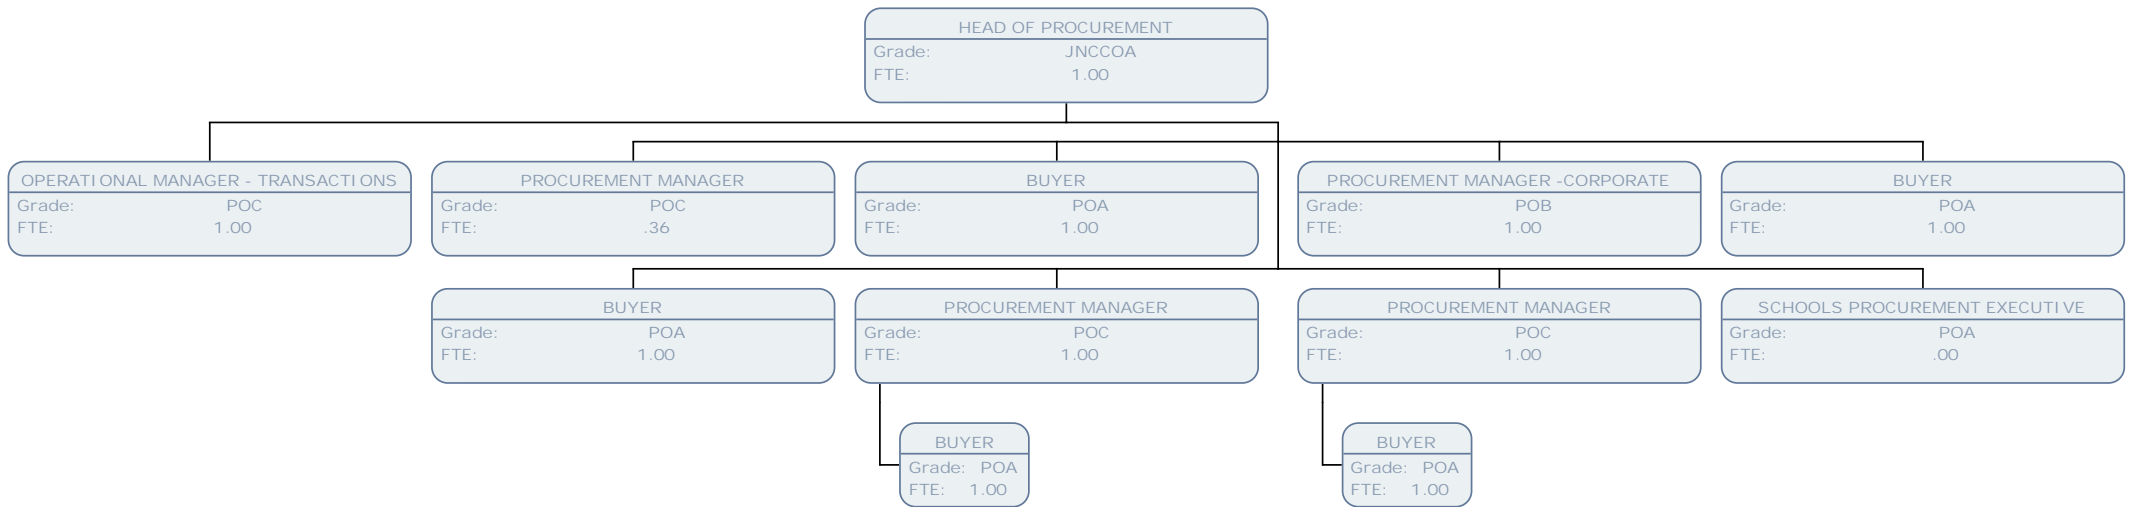 HEAD OF PROCUREMENT
Grade: JNCCOA
FTE: 1.00
OPERATIONAL MANAGER - TRANSACTIONS
Grade: POC
FTE: 1.00
PROCUREMENT MANAGER
Grade: POC
FTE: .36
BUYER
Grade: POA
FTE: 1.00
PROCUREMENT MANAGER -CORPORATE
Grade: POB
FTE: 1.00
BUYER
Grade: POA
FTE: 1.00
BUYER
Grade: POA
FTE: 1.00
PROCUREMENT MANAGER
Grade: POC
FTE: 1.00
PROCUREMENT MANAGER
Grade: POC
FTE: 1.00
SCHOOLS PROCUREMENT EXECUTIVE
Grade: POA
FTE: .00
BUYER
Grade: POA
FTE: 1.00
BUYER
Grade: POA
FTE: 1.00